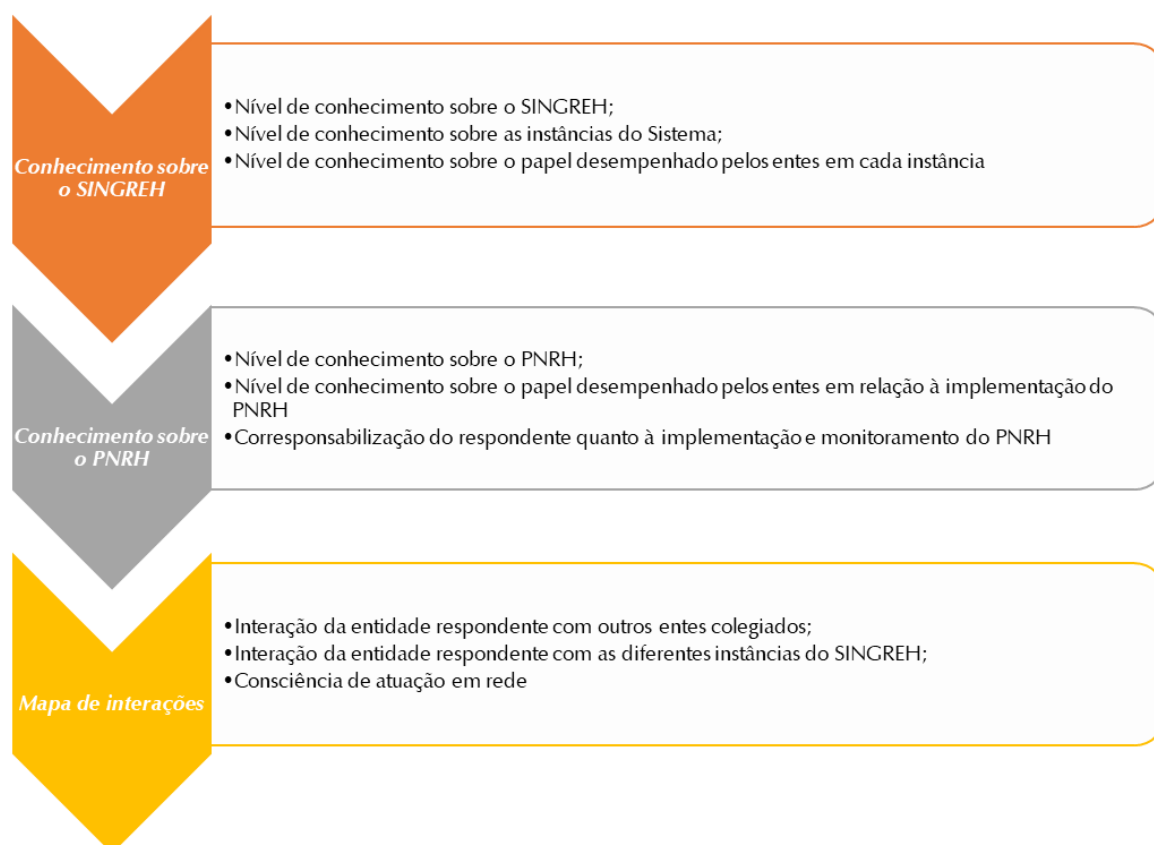 Conhecimento sobre
o SINGREH
•Nível de conhecimento sobre o SINGREH;
•Nível de conhecimento sobre as instâncias do Sistema;
•Nível de conhecimento sobre o papel desempenhado pelos entes em cada instância
Conhecimento sobre
o PNRH
•Nível de conhecimento sobre o PNRH;
•Nível de conhecimento sobre o papel desempenhado pelos entes em relação à implementação do
PNRH
•Corresponsabilização do respondente quanto à implementação e monitoramento do PNRH
Mapa de interações
•Interação da entidade respondente com outros entes colegiados;
•Interação da entidade respondente com as diferentes instâncias do SINGREH;
•Consciência de atuação em rede